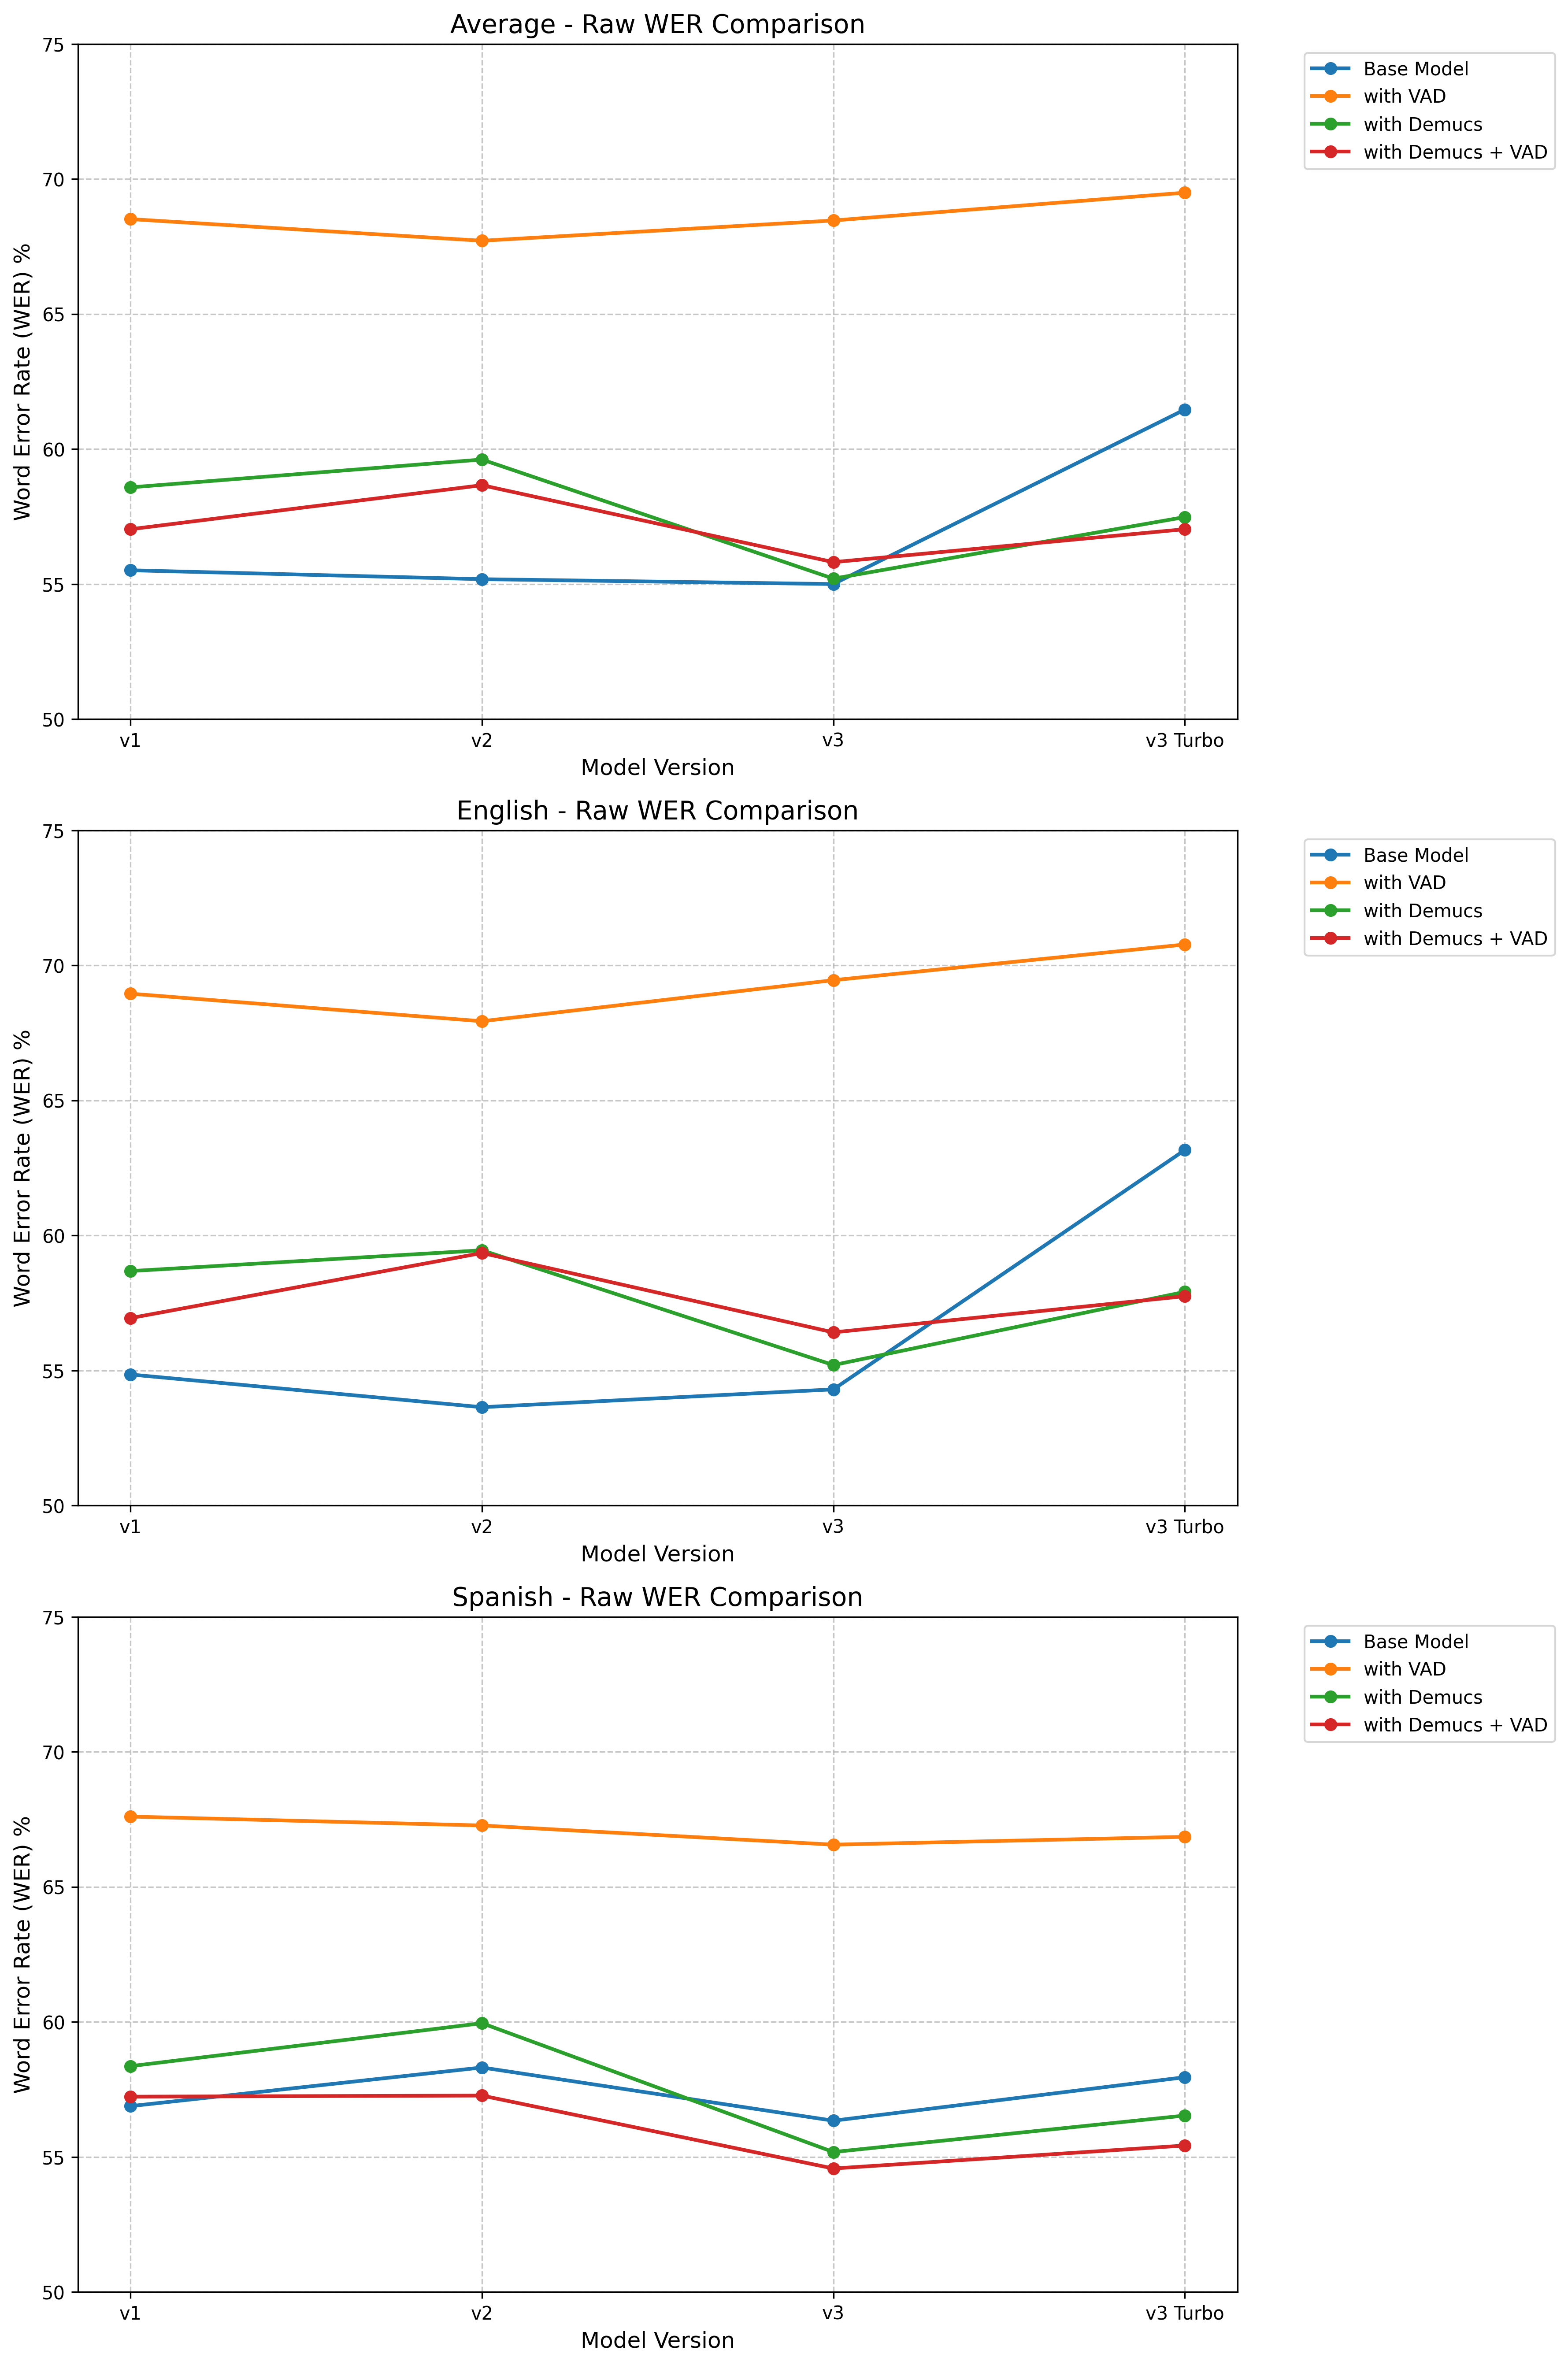 Average - Raw WER Comparison
75
70
65
60
55
50
Word Error Rate (WER) %
v1 v2 v3 v3 Turbo
Model Version
Base Model
with VAD
with Demucs
with Demucs + VAD
English - Raw WER Comparison
75
70
65
60
55
50
Word Error Rate (WER) %
v1 v2 v3 v3 Turbo
Model Version
Base Model
with VAD
with Demucs
with Demucs + VAD
Spanish - Raw WER Comparison
75
70
65
60
55
50
Word Error Rate (WER) %
v1 v2 v3 v3 Turbo
Model Version
Base Model
with VAD
with Demucs
with Demucs + VAD